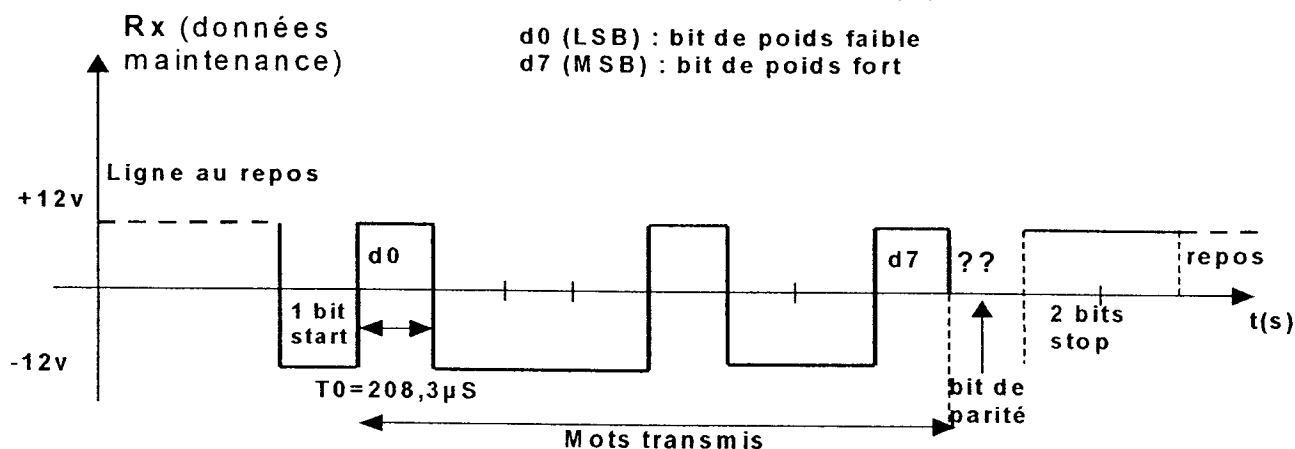 Rx (données
maintenance)
d0 (LSB) : bit de poids faible
d7 (MSB) : bit de poids fort
Ligne au repos
+12v
d0
d7
??
repos
1 bit
start
2 bits
stop
t(s)
-12v
T0=208,3µS
bit de
parité
Mots transmis